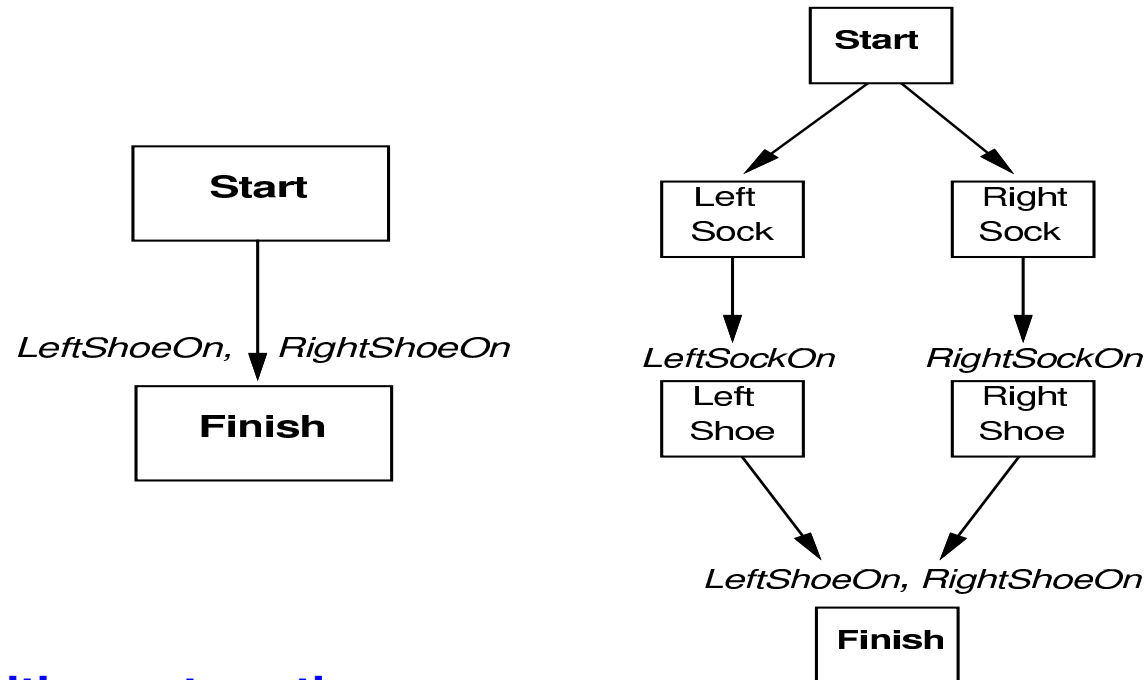 Start
LeftShoeOn, RightShoeOn
Finish
Start
Left
Sock
Right
Sock
LeftSockOn
RightSockOn
Left
Shoe
Right
Shoe
LeftShoeOn, RightShoeOn
Finish